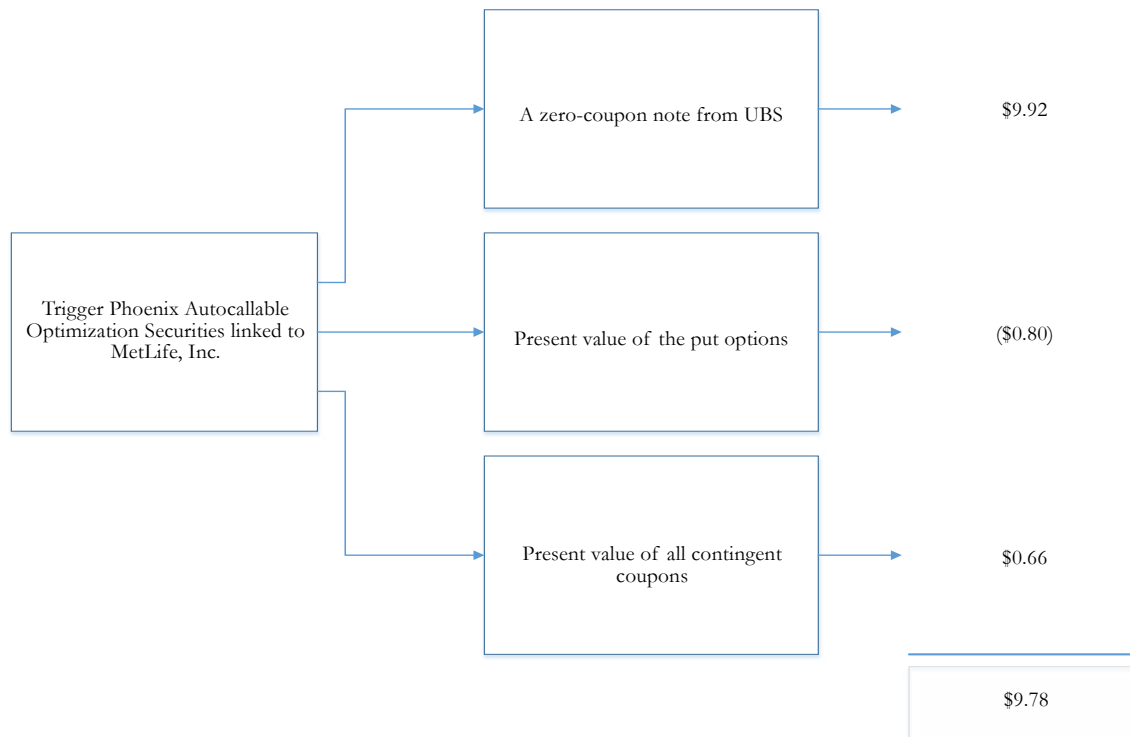 A zero-coupon note from UBS
$9.92
Trigger Phoenix Autocallable
Optimization Securities linked to
MetLife, Inc.
Present value of the put options
($0.80)
Present value of all contingent
coupons
$0.66
$9.78